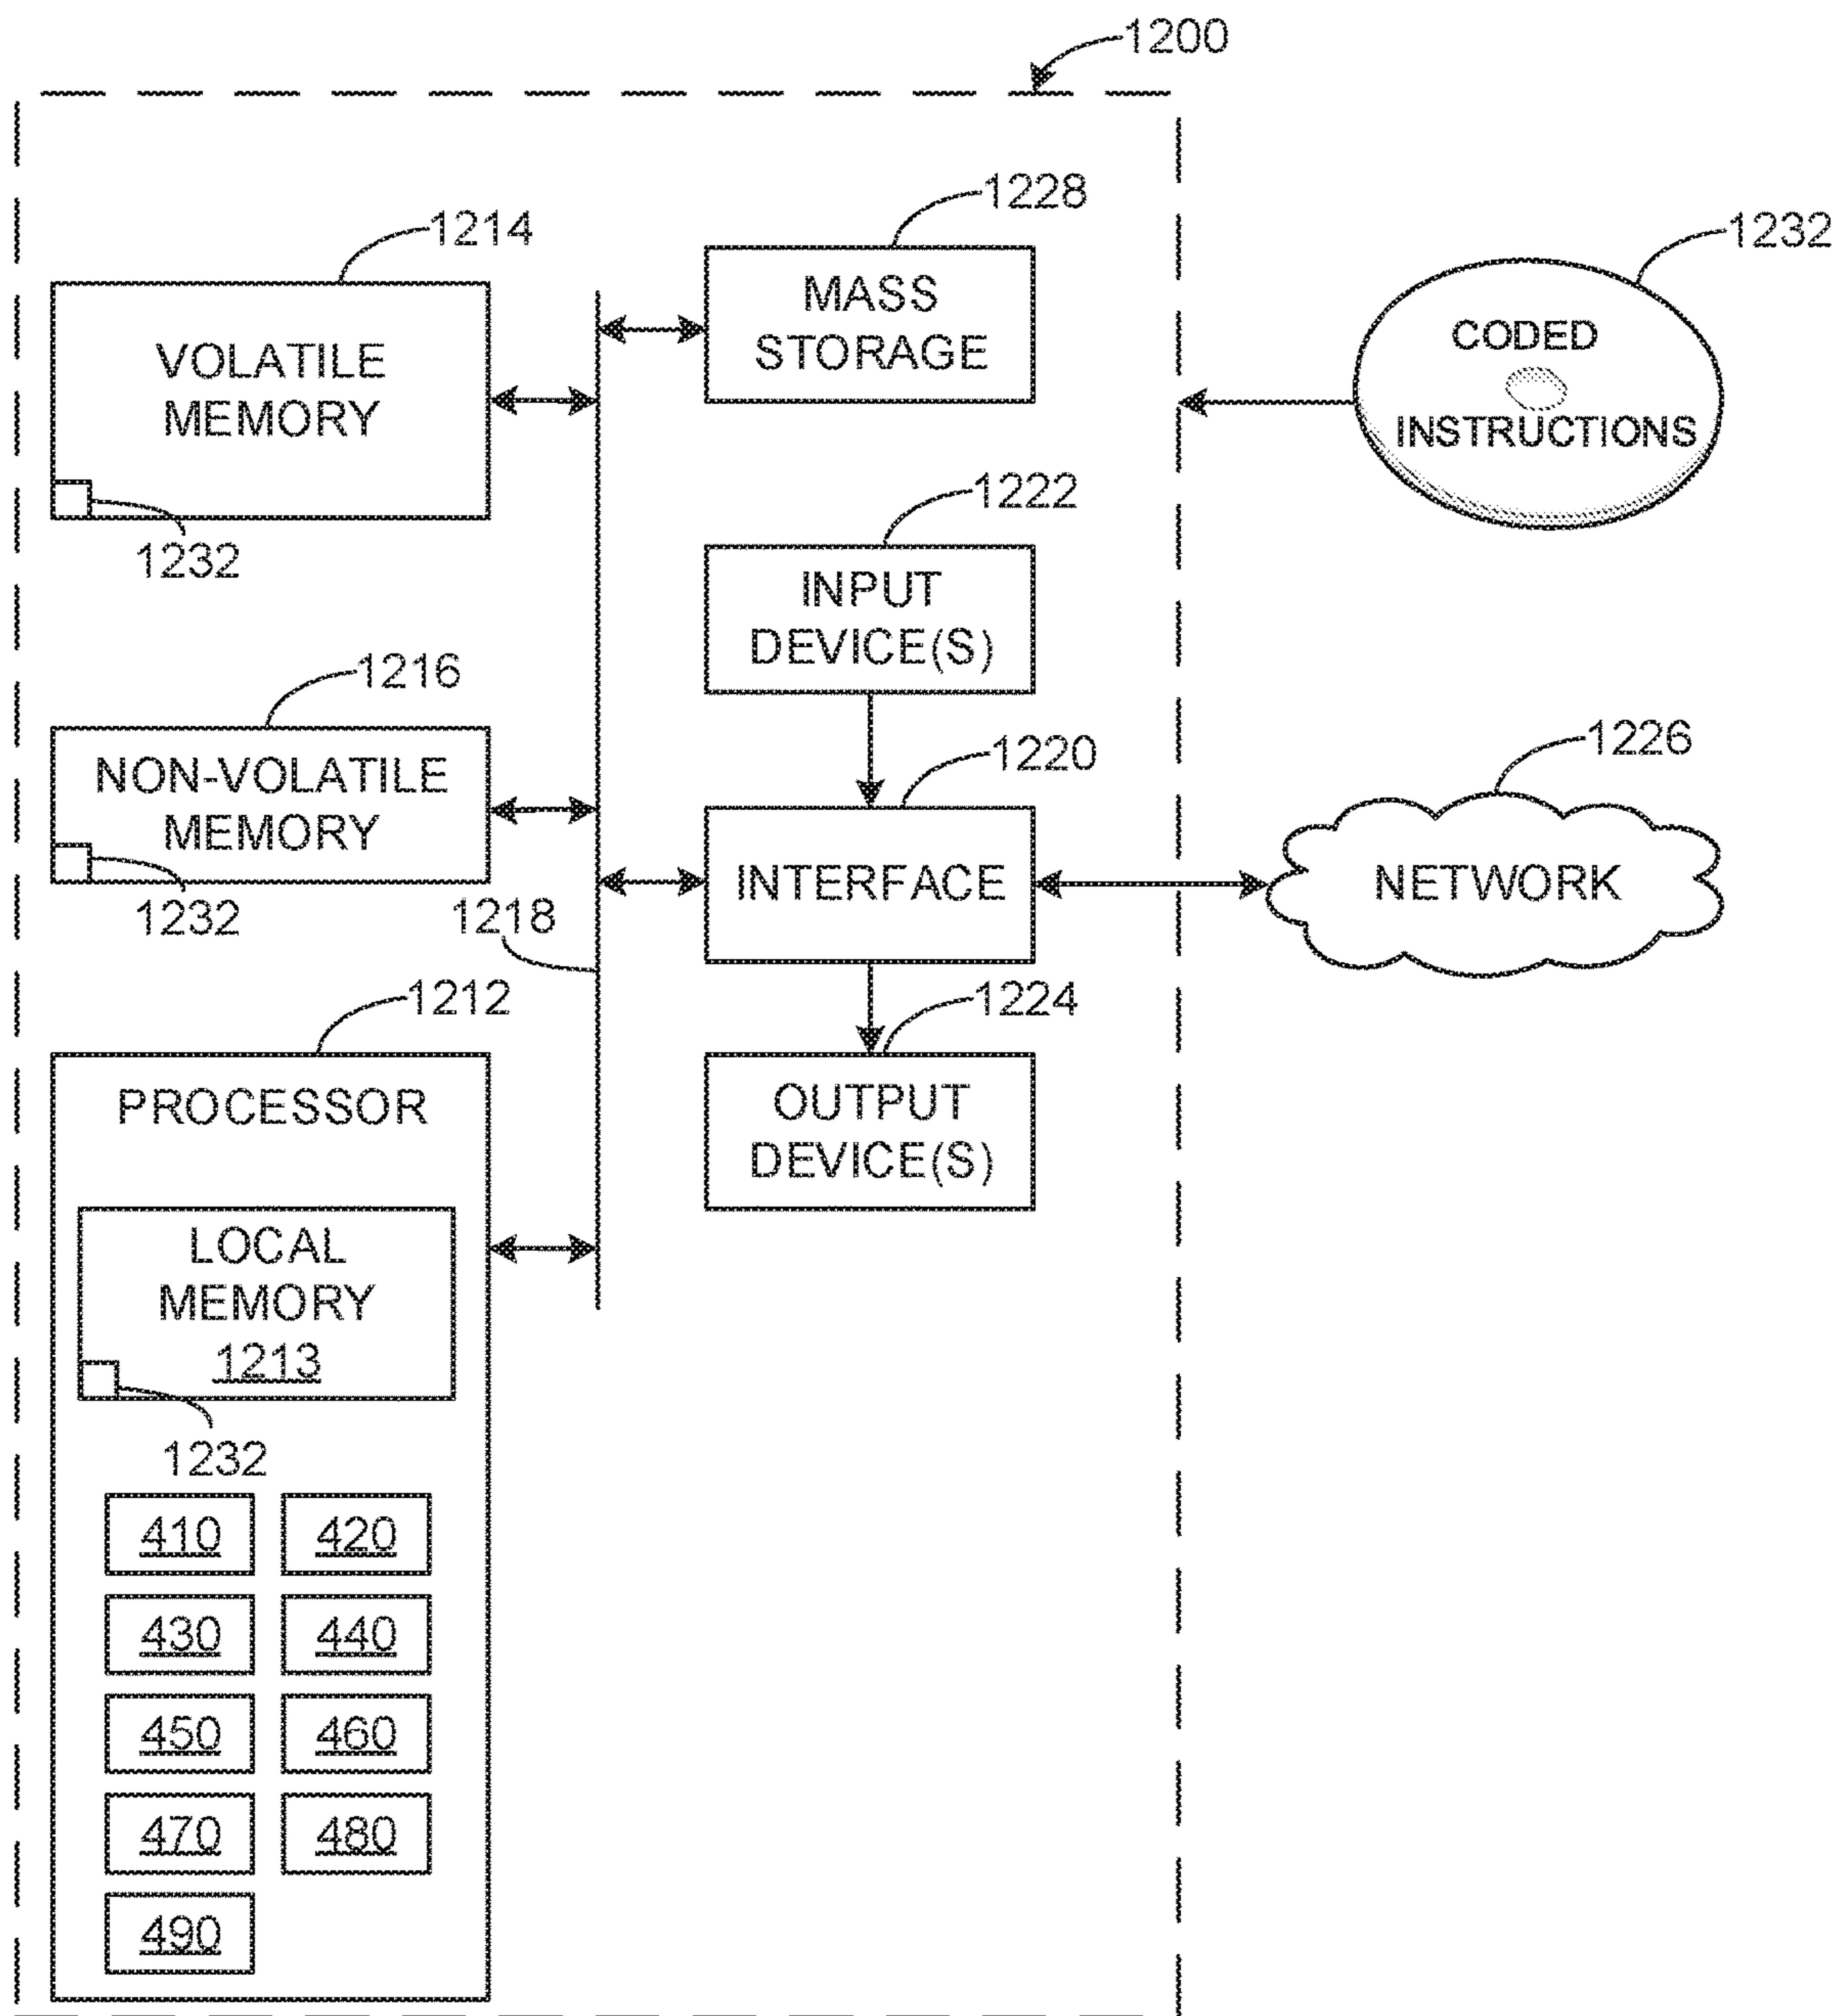 1200
1228
1214
1232
MASS
STORAGE
VOLATILE
MEMORY
CODED
INSTRUCTIONS
1222
1232
INPUT
DEVICE(S)
1216
1226
1220
NON-VOLATILE
MEMORY
INTERFACE
NETWORK
1232
1218
1212
1224
PROCESSOR
OUTPUT
DEVICE(S)
LOCAL
MEMORY
1213
1232
410
420
430
440
450
460
470
480
490